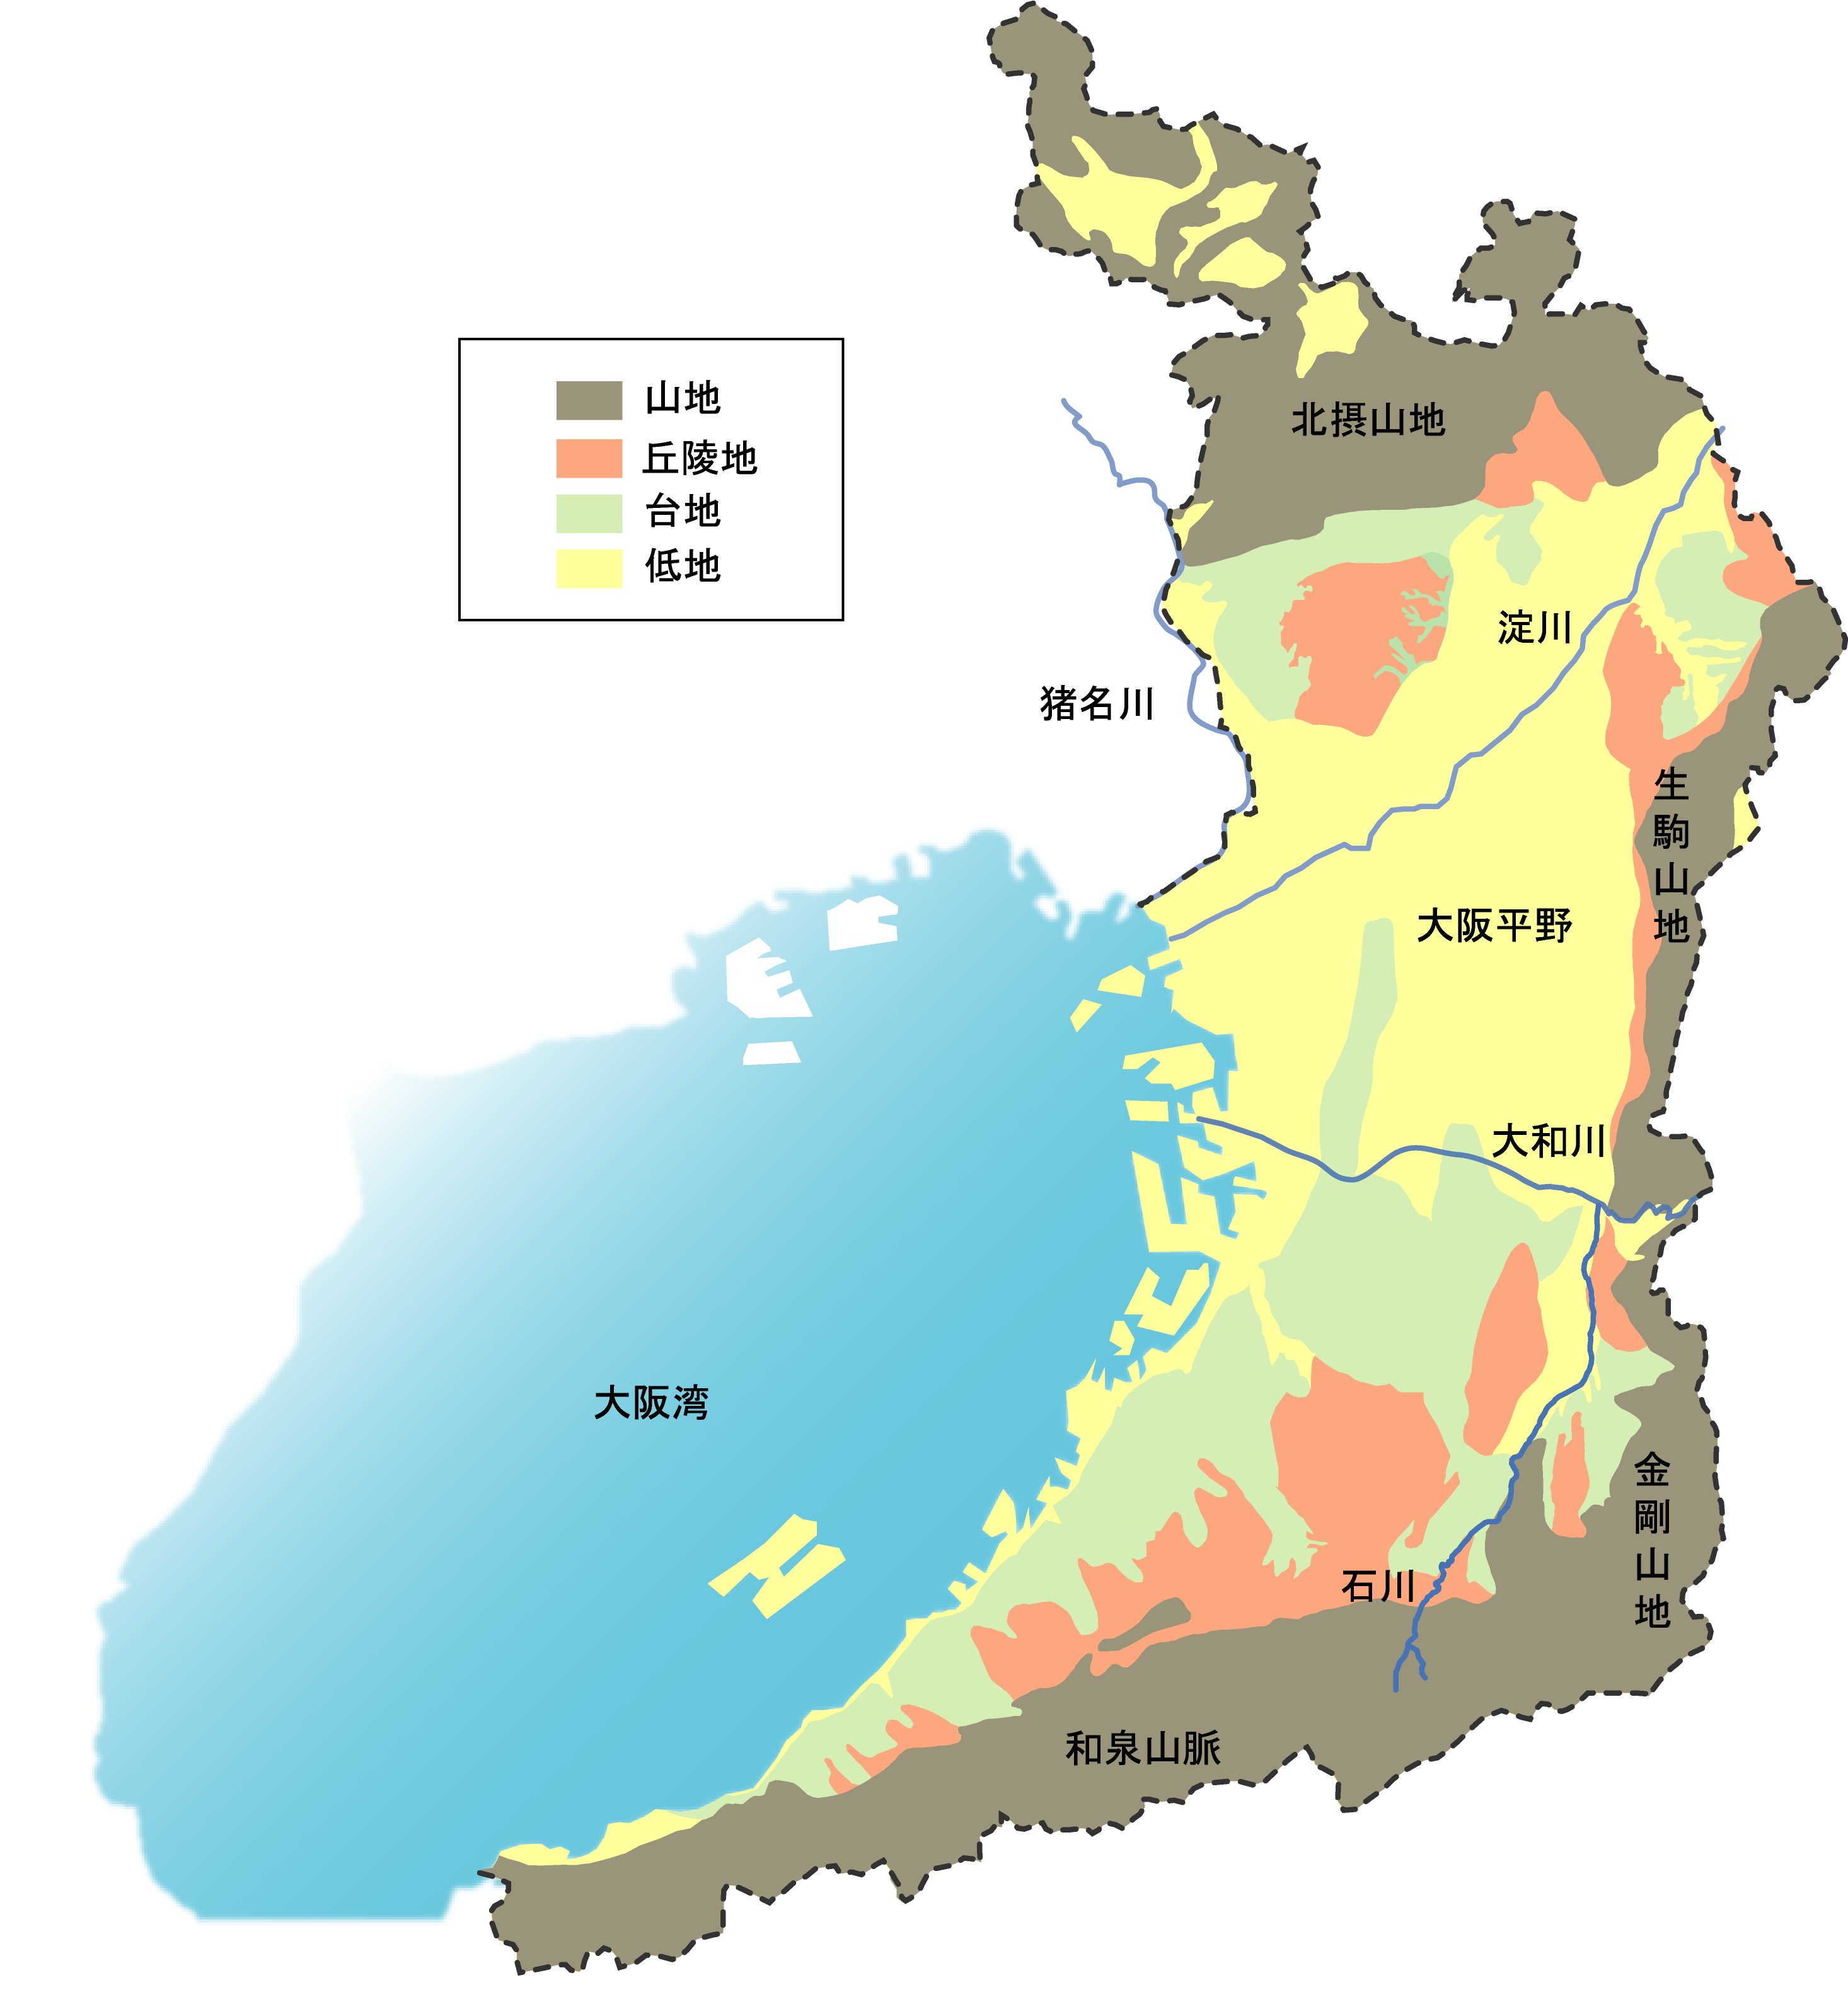 山地
丘陵地
台地
低地
北摂山地
淀川
猪名川
生駒山地
大阪平野
大和川
大阪湾
金剛山地
石川
和泉山脈